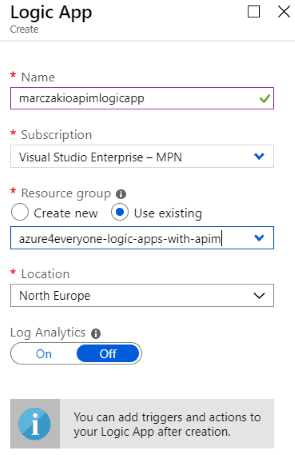 Logic App
Create
* Name
marczakioapimlogicapp
* Subscription
Visual Studio Enterprise – MPN
* Resource group
Create new Use existing
azure4everyone-logic-apps-with-apim
* Location
North Europe
Log Analytics
On Off
You can add triggers and actions to
your Logic App after creation.